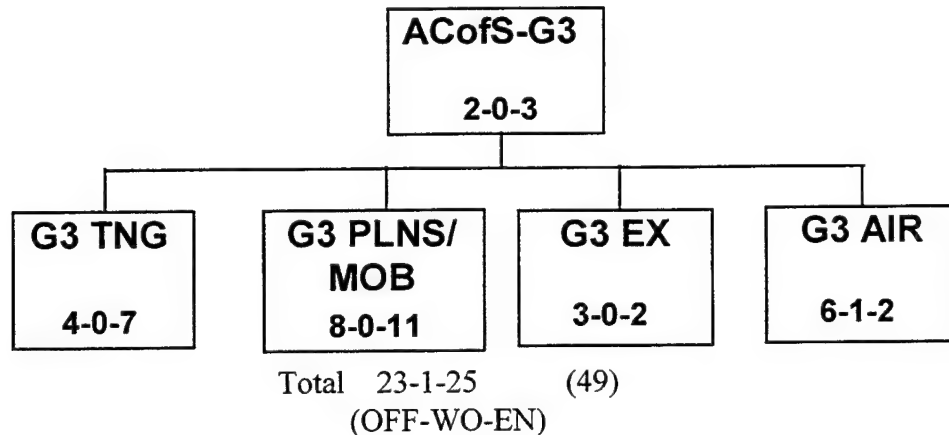 ACofS-G3
2-0-3
G3 TNG
4-0-7
G3 PLNS/
MOB
8-0-11
G3 EX
3-0-2
G3 AIR
6-1-2
Total 23-1-25 (49)
(OFF-WO-EN)